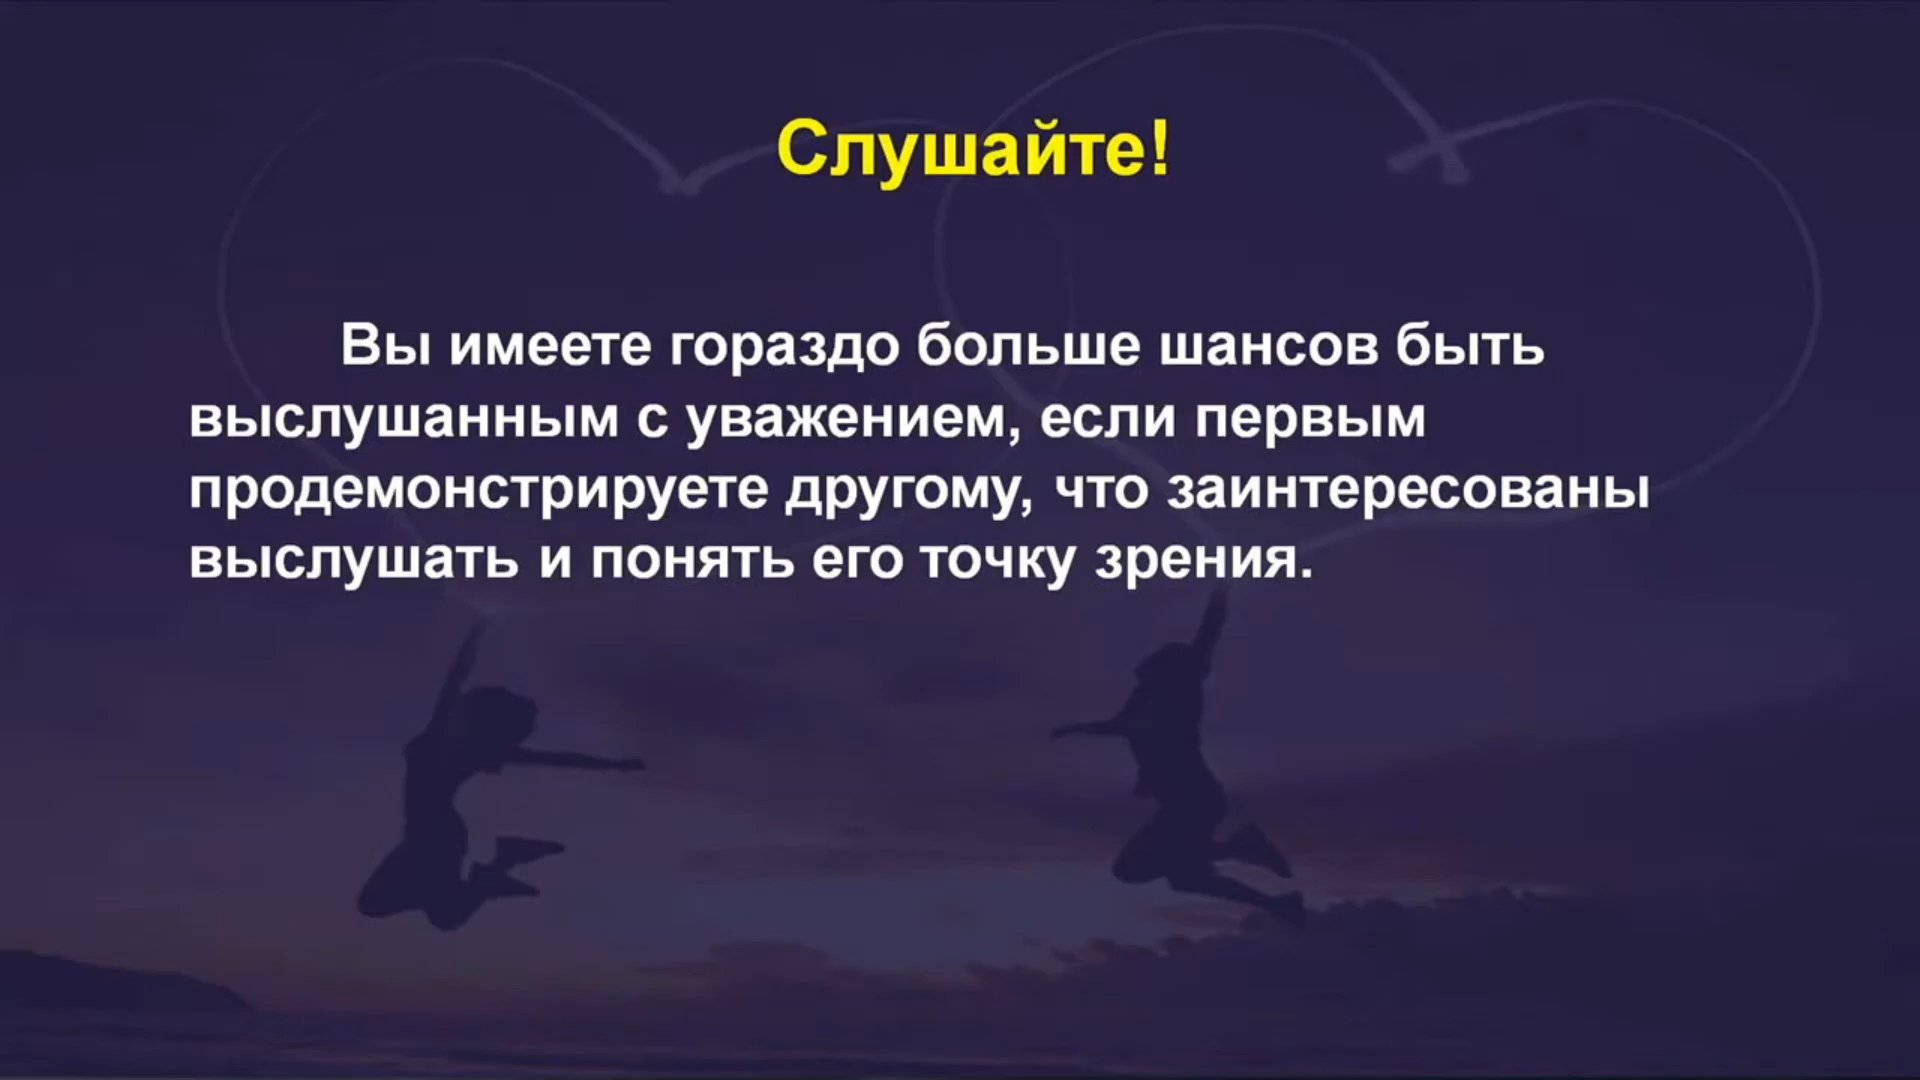 Слушайте!
Вы имеете гораздо больше шансов быть
выслушанным с уважением, если первым
продемонстрируете другому, что заинтересованы
выслушать и понять его точку зрения.